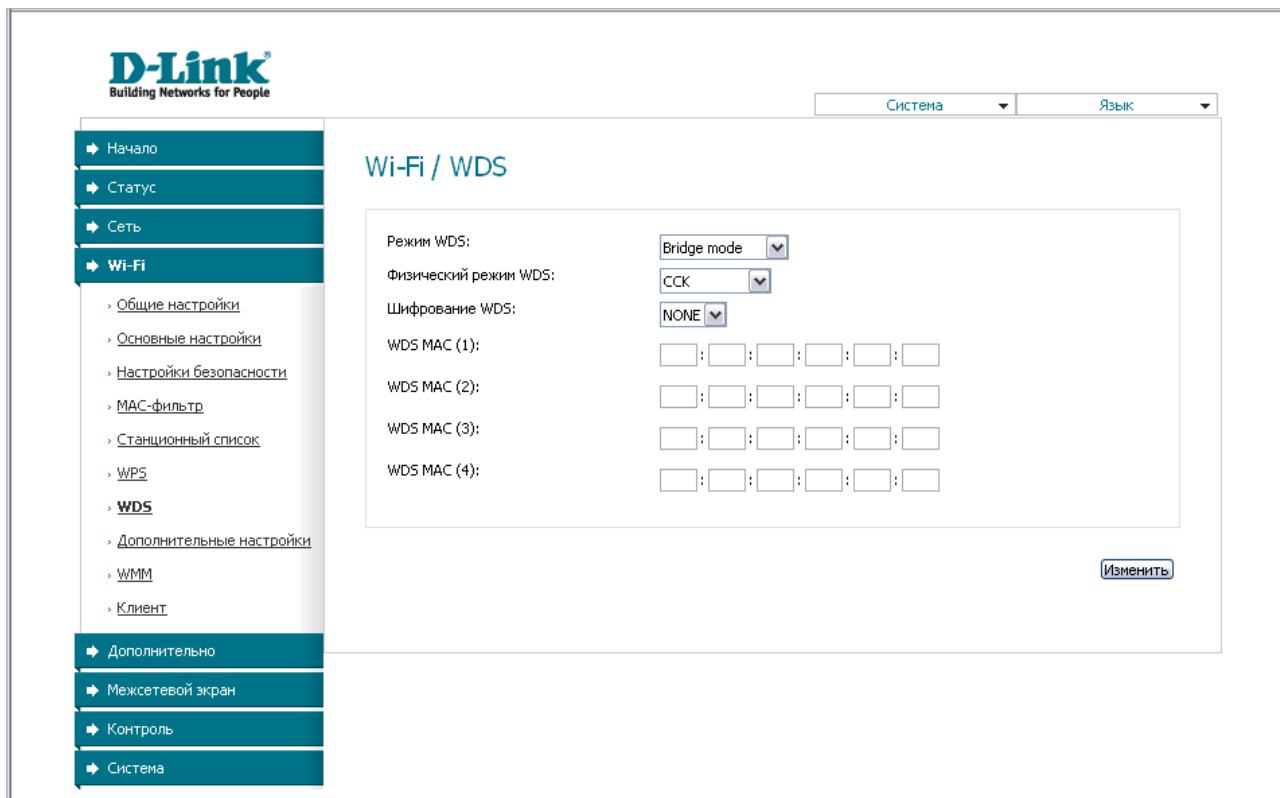 D-Link
Building Networks for People
Система
Язык
Начало
Статус
Сеть
Wi-Fi
Общие настройки
Основные настройки
Настройки безопасности
MAC-фильтр
Станционный список
WPS
WDS
Дополнительные настройки
WMM
Клиент
Дополнительно
Межсетевой экран
Контроль
Система
Wi-Fi / WDS
Режим WDS: Bridge mode
Физический режим WDS: CCK
Шифрование WDS: NONE
WDS MAC (1): : : : : :
WDS MAC (2): : : : : :
WDS MAC (3): : : : : :
WDS MAC (4): : : : : :
Изменить